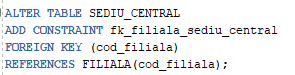 ALTER TABLE SEDIU_CENTRAL
ADD CONSTRAINT fk_filiala_sediu_central
FOREIGN KEY (cod_filiala)
REFERENCES FILIALA(cod_filiala);